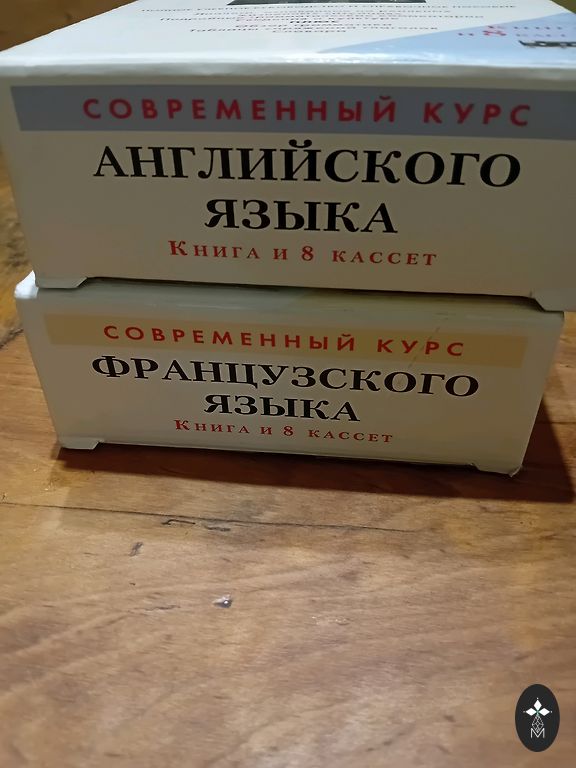 СОВРЕМЕННЫЙ КУРС
АНГЛИЙСКОГО
ЯЗЫКА
Книга и 8 кассет
СОВРЕМЕННЫЙ КУРС
ФРАНЦУЗСКОГО
ЯЗЫКА
Книга и 8 кассет
M